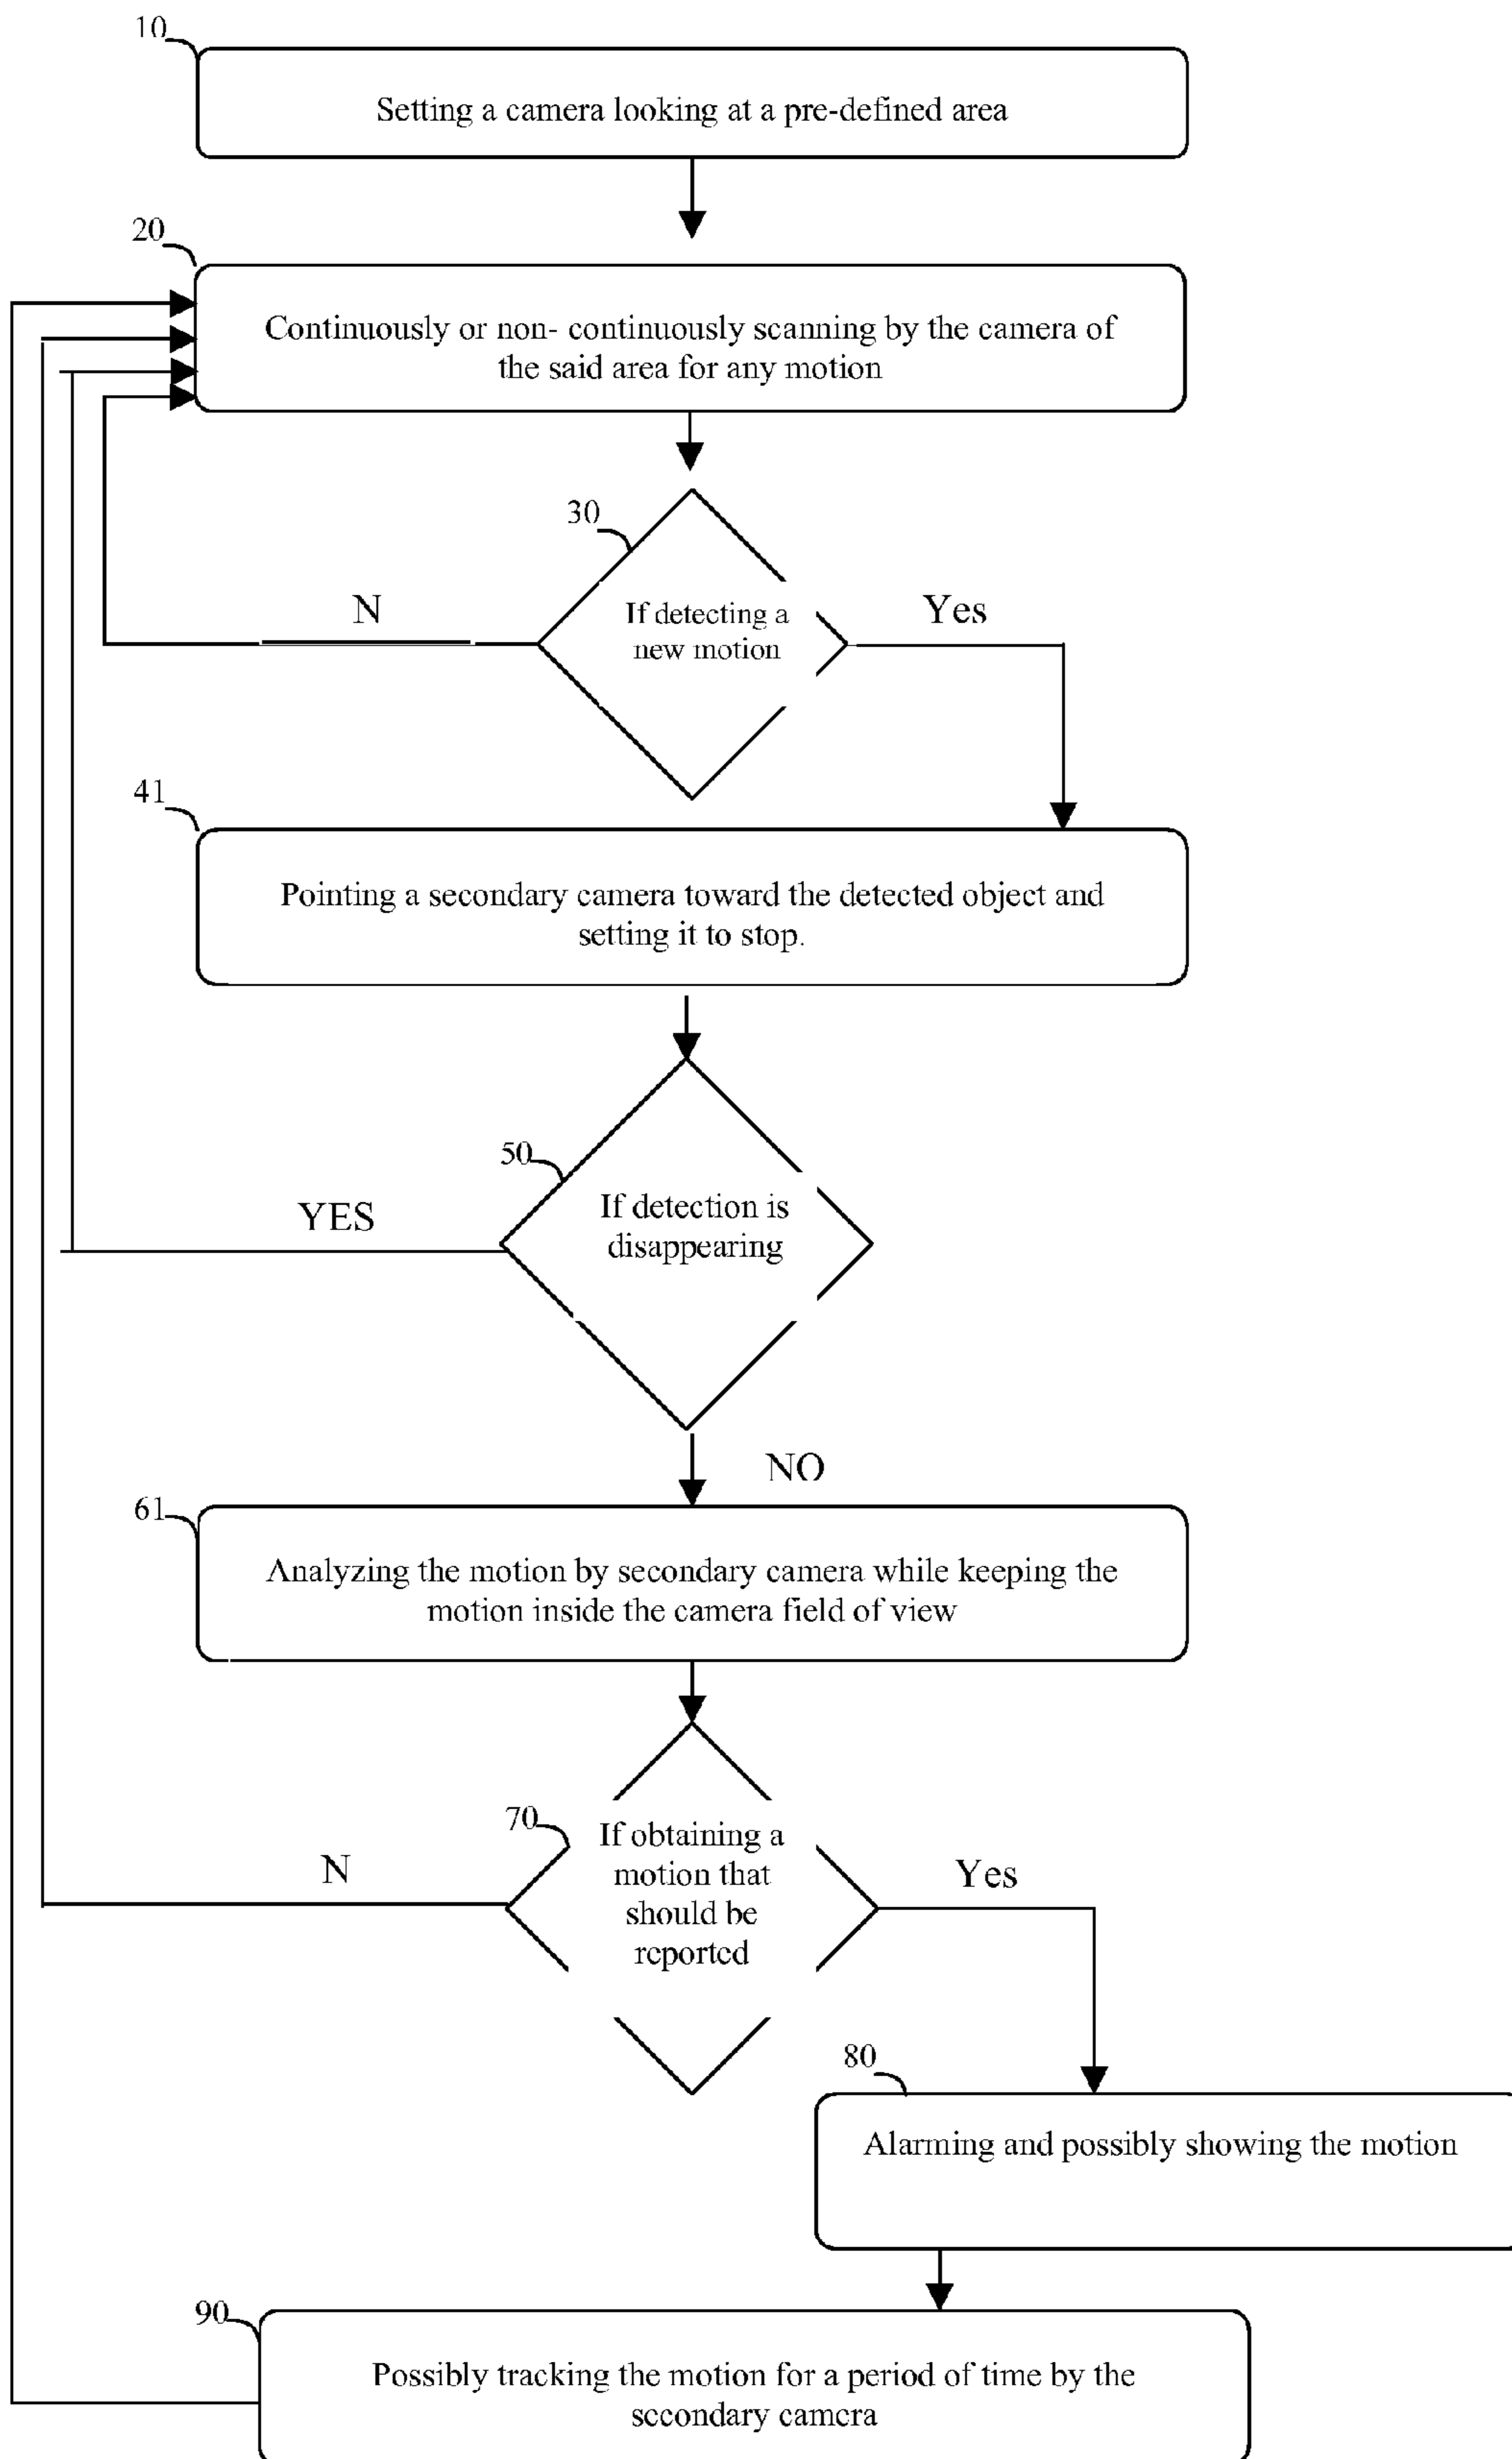 10
Setting a camera looking at a pre-defined area
20
Continuously or non- continuously scanning by the camera of
the said area for any motion
30
If detecting a
new motion
N
Yes
41
Pointing a secondary camera toward the detected object and
setting it to stop.
50
If detection is
disappearing
YES
NO
61
Analyzing the motion by secondary camera while keeping the
motion inside the camera field of view
70
If obtaining a
motion that
should be
reported
N
Yes
80
Alarming and possibly showing the motion
90
Possibly tracking the motion for a period of time by the
secondary camera